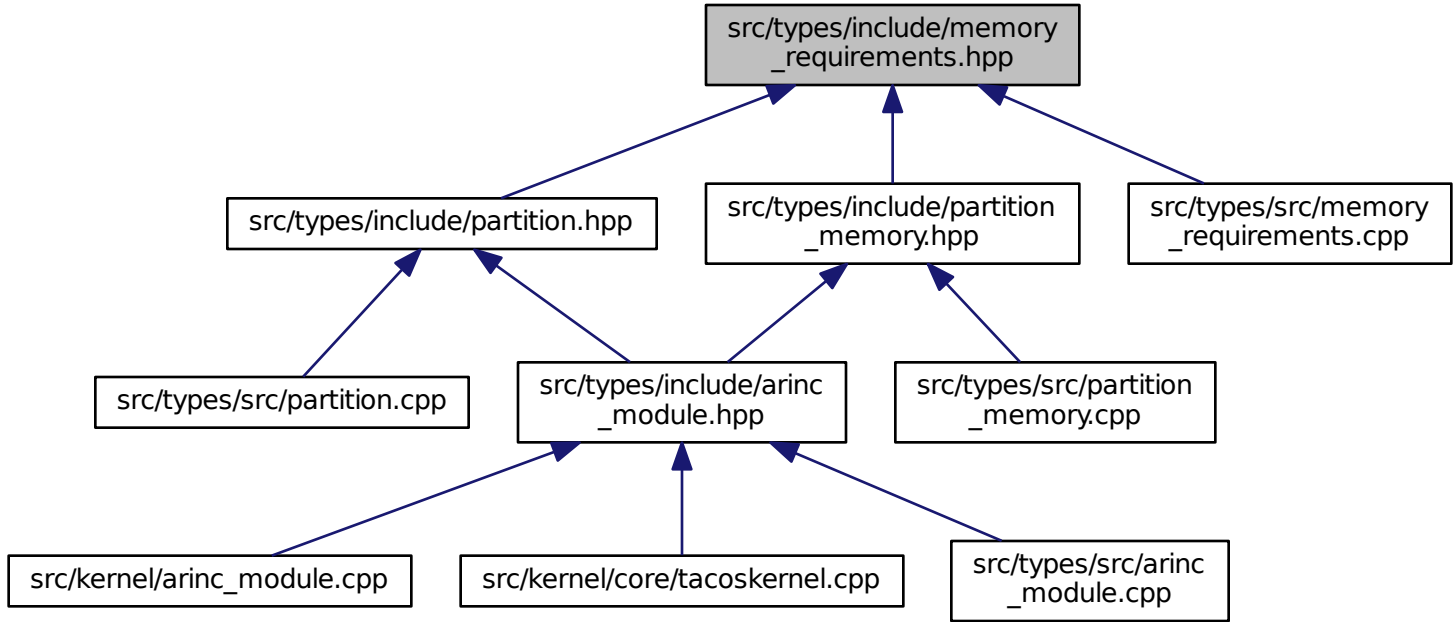 src/types/include/memory
_requirements.hpp
src/types/include/partition.hpp
src/types/include/partition
_memory.hpp
src/types/src/memory
_requirements.cpp
src/types/src/partition.cpp
src/types/include/arinc
_module.hpp
src/types/src/partition
_memory.cpp
src/kernel/arinc_module.cpp
src/kernel/core/tacoskernel.cpp
src/types/src/arinc
_module.cpp